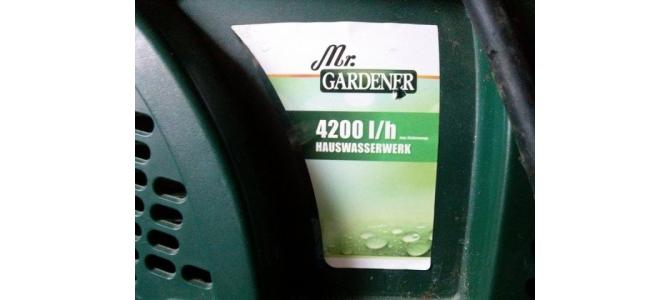 Mr.
GARDENER
4200 l/h
HAUSWASSERWERK